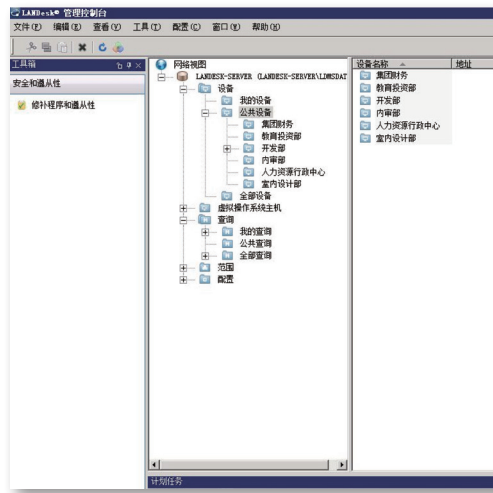 LANDesk® 管理控制台
文件(F) 编辑(E) 查看(V) 工具(T) 配置(C) 窗口(W) 帮助(H)
工具箱
安全和遵从性
修补程序和遵从性
网络视图
LANDESK-SERVER (LANDESK-SERVER\LDMSDAT
设备
我的设备
公共设备
集团财务
教育投资部
开发部
内审部
人力资源行政中心
室内设计部
全部设备
虚拟操作系统主机
查询
我的查询
公共查询
全部查询
范围
配置
设备名称 地址
集团财务
教育投资部
开发部
内审部
人力资源行政中心
室内设计部
计划任务